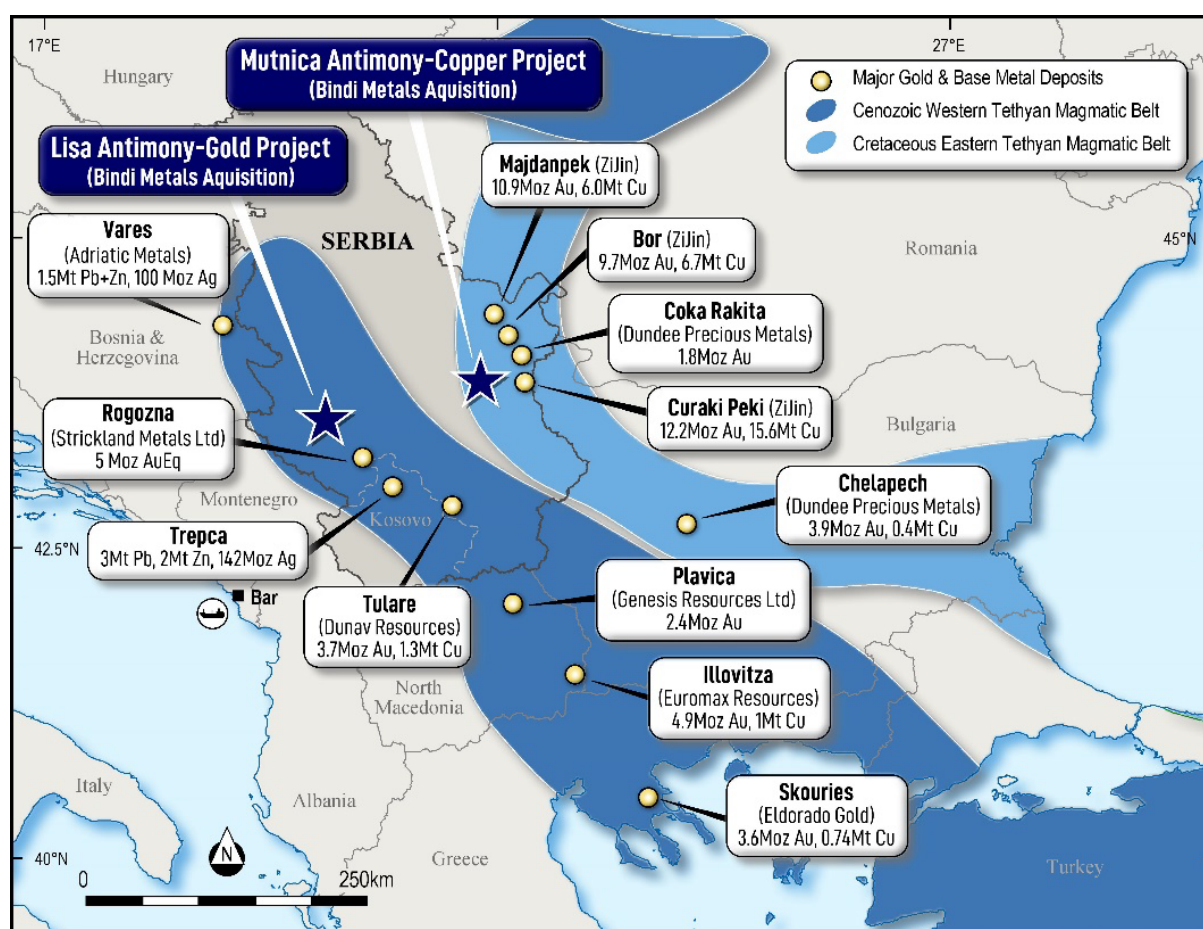 17°E
27°E
Hungary
Mutnica Antimony-Copper Project
(Bindi Metals Aquisition)
Major Gold & Base Metal Deposits
Cenozoic Western Tethyan Magmatic Belt
Cretaceous Eastern Tethyan Magmatic Belt
Lisa Antimony-Gold Project
(Bindi Metals Aquisition)
Majdanpek (ZiJin)
10.9Moz Au, 6.0Mt Cu
Vares
(Adriatic Metals)
1.5Mt Pb+Zn, 100 Moz Ag
SERBIA
Bor (ZiJin)
9.7Moz Au, 6.7Mt Cu
Romania
45°N
Coka Rakita
(Dundee Precious Metals)
1.8Moz Au
Bosnia &
Herzegovina
Curaki Peki (ZiJin)
12.2Moz Au, 15.6Mt Cu
Bulgaria
Rogozna
(Strickland Metals Ltd)
5 Moz AuEq
Montenegro
Kosovo
Chelapech
(Dundee Precious Metals)
3.9Moz Au, 0.4Mt Cu
42.5°N
Trepca
3Mt Pb, 2Mt Zn, 142Moz Ag
Plavica
(Genesis Resources Ltd)
2.4Moz Au
Bar
Tulare
(Dunav Resources)
3.7Moz Au, 1.3Mt Cu
Illovitza
(Euromax Resources)
4.9Moz Au, 1Mt Cu
North
Macedonia
Italy
Albania
Skouries
(Eldorado Gold)
3.6Moz Au, 0.74Mt Cu
40°N
N
Greece
Turkey
0
250km